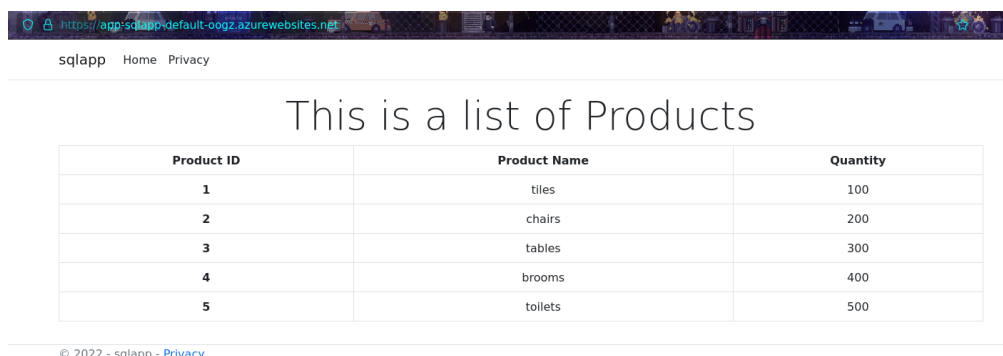 https://app-sqlapp-default-oogz.azurewebsites.net
sqlapp Home Privacy
This is a list of Products
Product ID Product Name Quantity
1 tiles 100
2 chairs 200
3 tables 300
4 brooms 400
5 toilets 500
© 2022 - sqlapp - Privacy